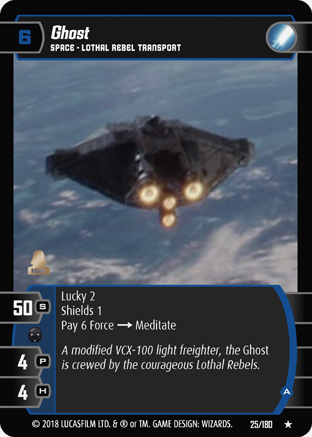 6
Ghost
SPACE - LOTHAL REBEL TRANSPORT
50 S
Lucky 2
Shields 1
Pay 6 Force → Meditate
4 P
A modified VCX-100 light freighter, the Ghost
is crewed by the courageous Lothal Rebels.
4 H
A
© 2018 LUCASFILM LTD. & ® or TM. GAME DESIGN: WIZARDS. 25/180 ★